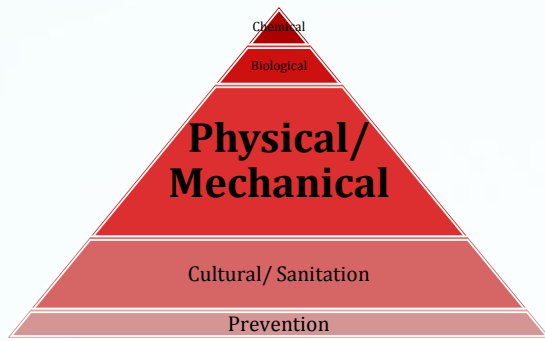 Chemical
Biological
Physical/
Mechanical
Cultural/ Sanitation
Prevention